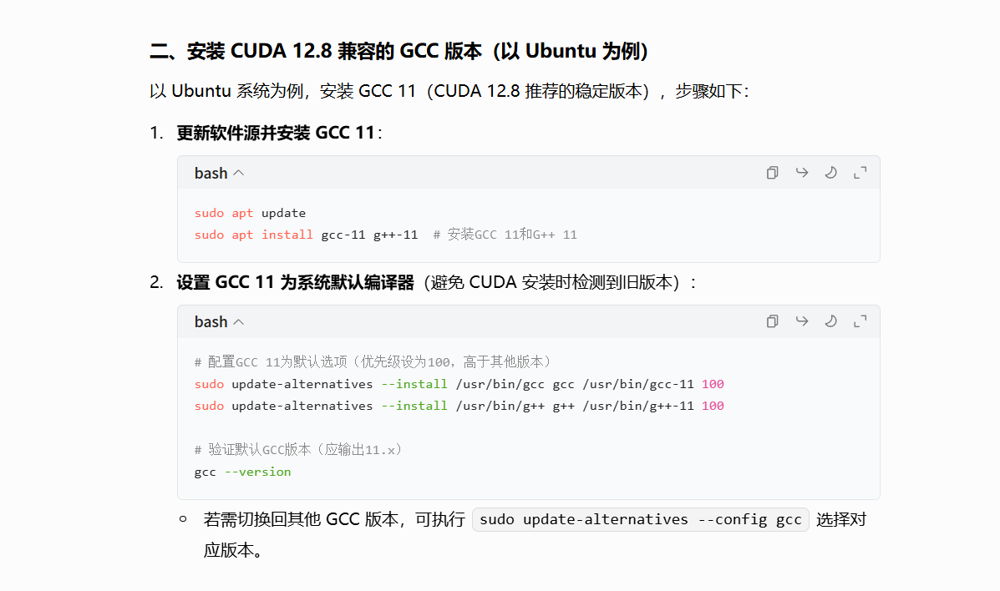 二、安装 CUDA 12.8 兼容的 GCC 版本（以 Ubuntu 为例）
以 Ubuntu 系统为例，安装 GCC 11（CUDA 12.8 推荐的稳定版本），步骤如下：
1. 更新软件源并安装 GCC 11：
bash
sudo apt update
sudo apt install gcc-11 g++-11  # 安装GCC 11和G++ 11
2. 设置 GCC 11 为系统默认编译器（避免 CUDA 安装时检测到旧版本）：
bash
# 配置GCC 11为默认选项（优先级设为100，高于其他版本）
sudo update-alternatives --install /usr/bin/gcc gcc /usr/bin/gcc-11 100
sudo update-alternatives --install /usr/bin/g++ g++ /usr/bin/g++-11 100
# 验证默认GCC版本（应输出11.x）
gcc --version
若需切换回其他 GCC 版本，可执行 sudo update-alternatives --config gcc 选择对
应版本。